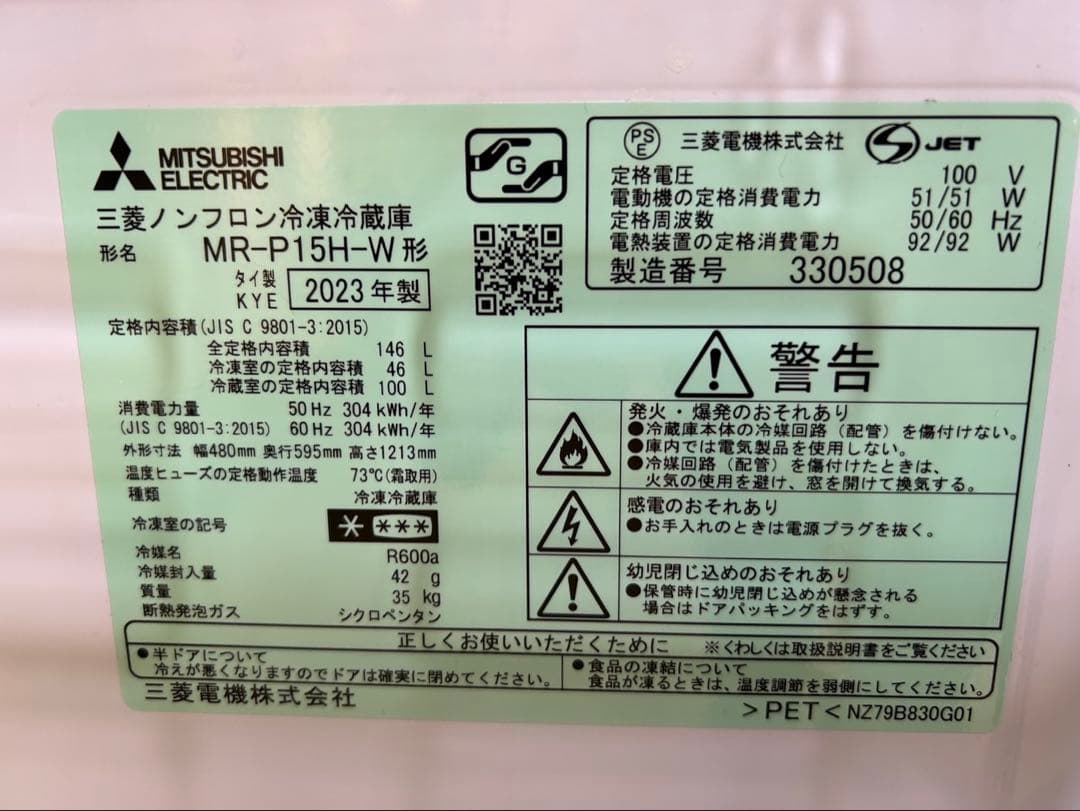 MITSUBISHI
ELECTRIC
三菱ノンフロン冷凍冷蔵庫
形名 MR-P15H-W形
タイ製
KYE 2023年製
定格内容積(JIS C 9801-3:2015)
全定格内容積 146 L
冷凍室の定格内容積 46 L
冷蔵室の定格内容積 100 L
消費電力量 50 Hz 304 kWh/年
(JIS C 9801-3:2015) 60 Hz 304 kWh/年
外形寸法 幅480mm 奥行595mm 高さ1213mm
温度ヒューズの定格動作温度 73℃(霜取用)
種類 冷凍冷蔵庫
冷凍室の記号 * ***
冷媒名 R600a
冷媒封入量 42 g
質量 35 kg
断熱発泡ガス シクロペンタン
G
PS
E
三菱電機株式会社 S JET
定格電圧 100 V
電動機の定格消費電力 51/51 W
定格周波数 50/60 Hz
電熱装置の定格消費電力 92/92 W
製造番号 330508
警告
発火・爆発のおそれあり
●冷蔵庫本体の冷媒回路(配管)を傷付けない。
●庫内では電気製品を使用しない。
●冷媒回路(配管)を傷付けたときは、
火気の使用を避け、窓を開けて換気する。
感電のおそれあり
●お手入れのときは電源プラグを抜く。
幼児閉じ込めのおそれあり
●保管時に幼児閉じ込めが懸念される
場合はドアパッキングをはずす。
正しくお使いいただくために ※くわしくは取扱説明書をご覧ください
●半ドアについて
冷えが悪くなりますのでドアは確実に閉めてください。
●食品の凍結について
食品が凍るときは、温度調節を弱側にしてください。
三菱電機株式会社
>PET< NZ79B830G01